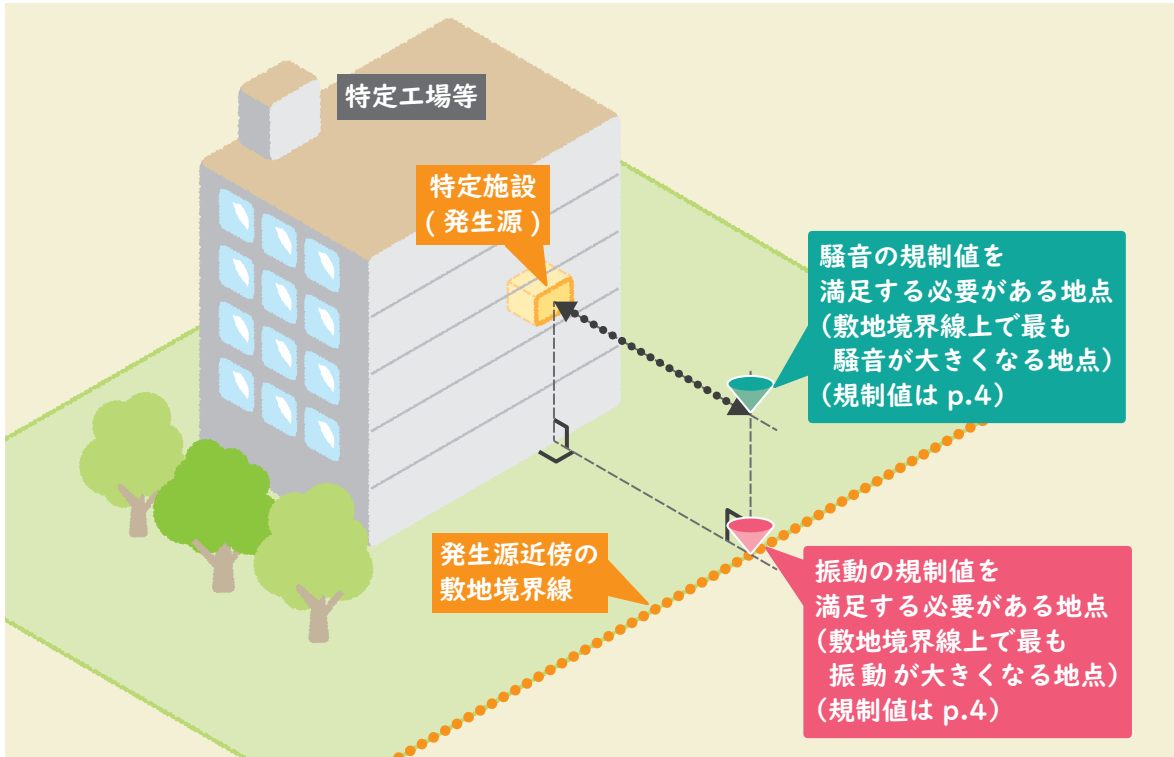 特定工場等
特定施設
(発生源)
騒音の規制値を
満足する必要がある地点
(敷地境界線上で最も
騒音が大きくなる地点)
(規制値は p.4)
発生源近傍の
敷地境界線
振動の規制値を
満足する必要がある地点
(敷地境界線上で最も
振動が大きくなる地点)
(規制値は p.4)